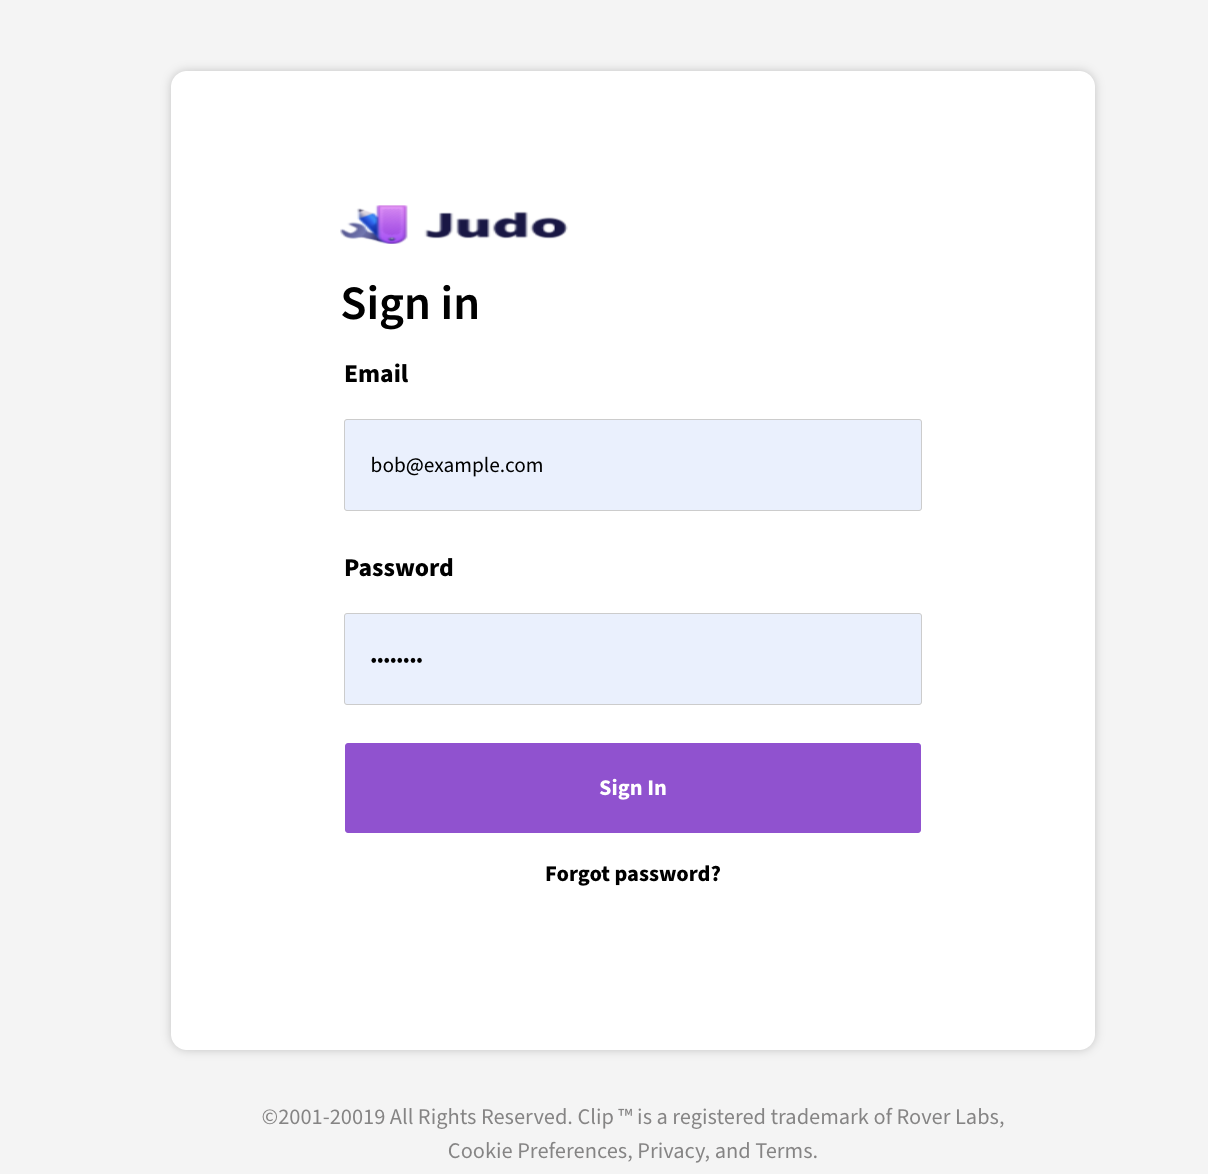 Judo
Sign in
Email
bob@example.com
Password
••••••••
Sign In
Forgot password?
©2001-20019 All Rights Reserved. Clip ™ is a registered trademark of Rover Labs,
Cookie Preferences, Privacy, and Terms.